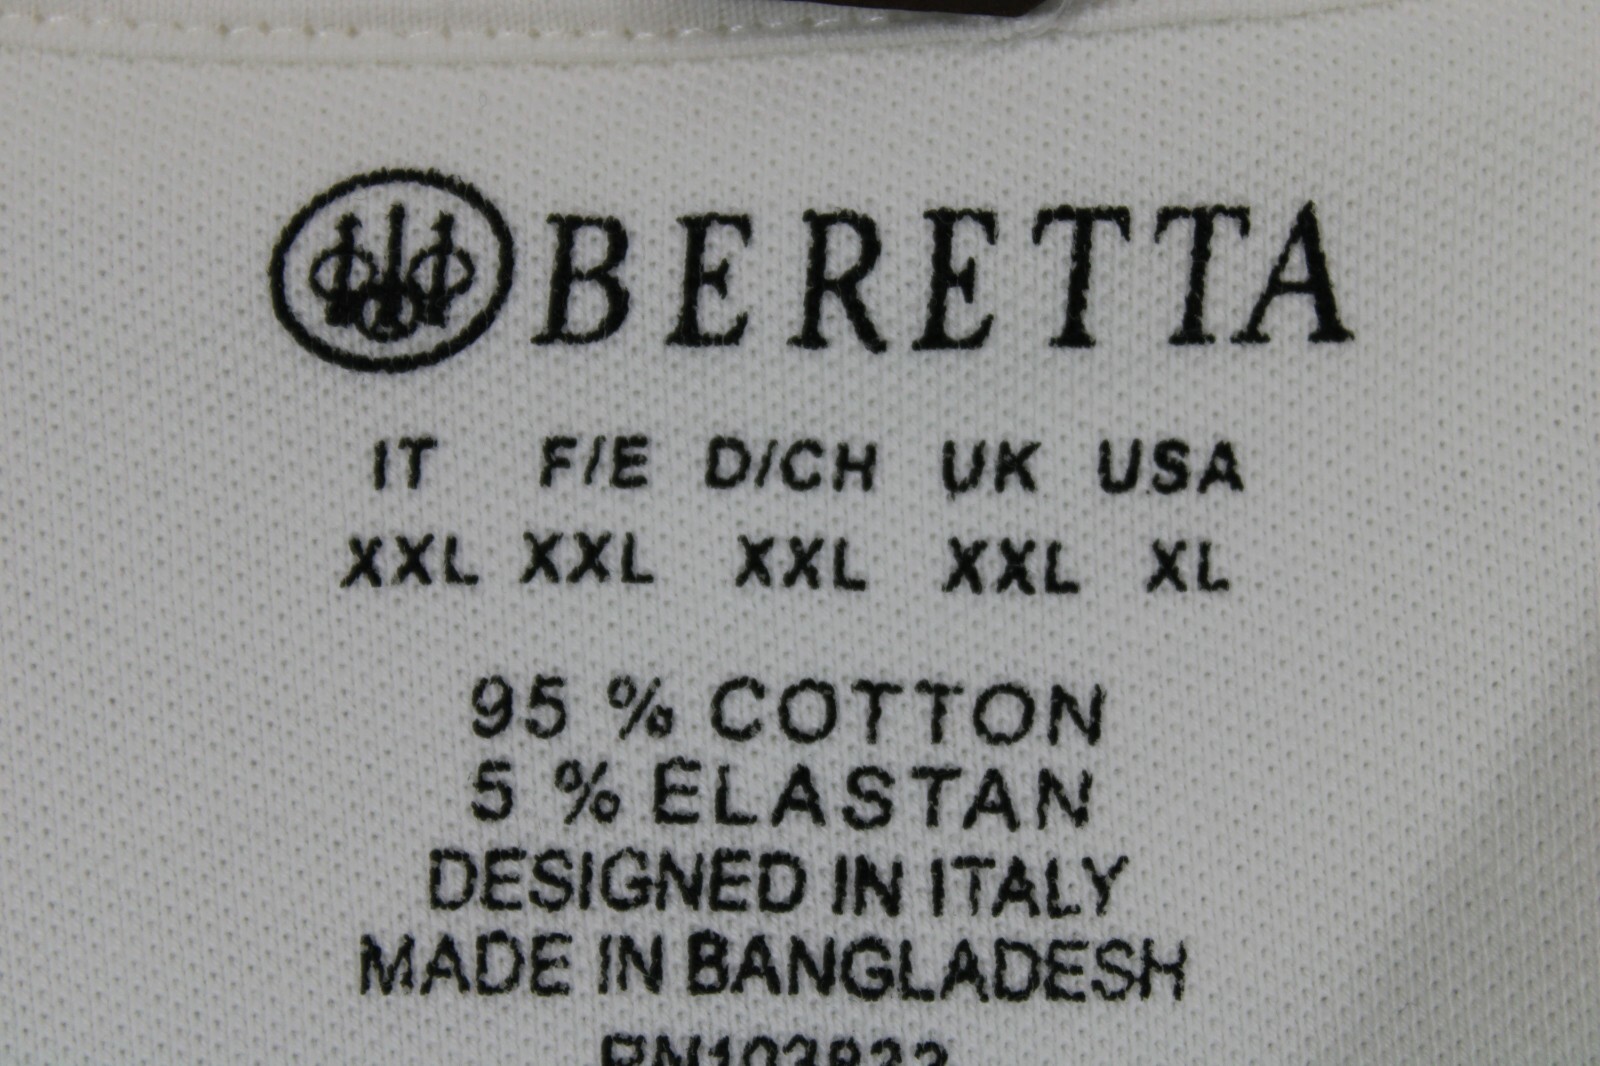 BERETTA
IT F/E D/CH UK USA
XXL XXL XXL XXL XL
95 % COTTON
5 % ELASTAN
DESIGNED IN ITALY
MADE IN BANGLADESH